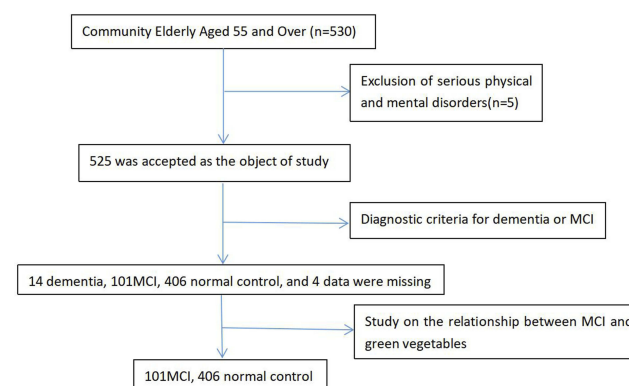 Community Elderly Aged 55 and Over (n=530)
Exclusion of serious physical
and mental disorders(n=5)
525 was accepted as the object of study
Diagnostic criteria for dementia or MCI
14 dementia, 101MCI, 406 normal control, and 4 data were missing
Study on the relationship between MCI and
green vegetables
101MCI, 406 normal control